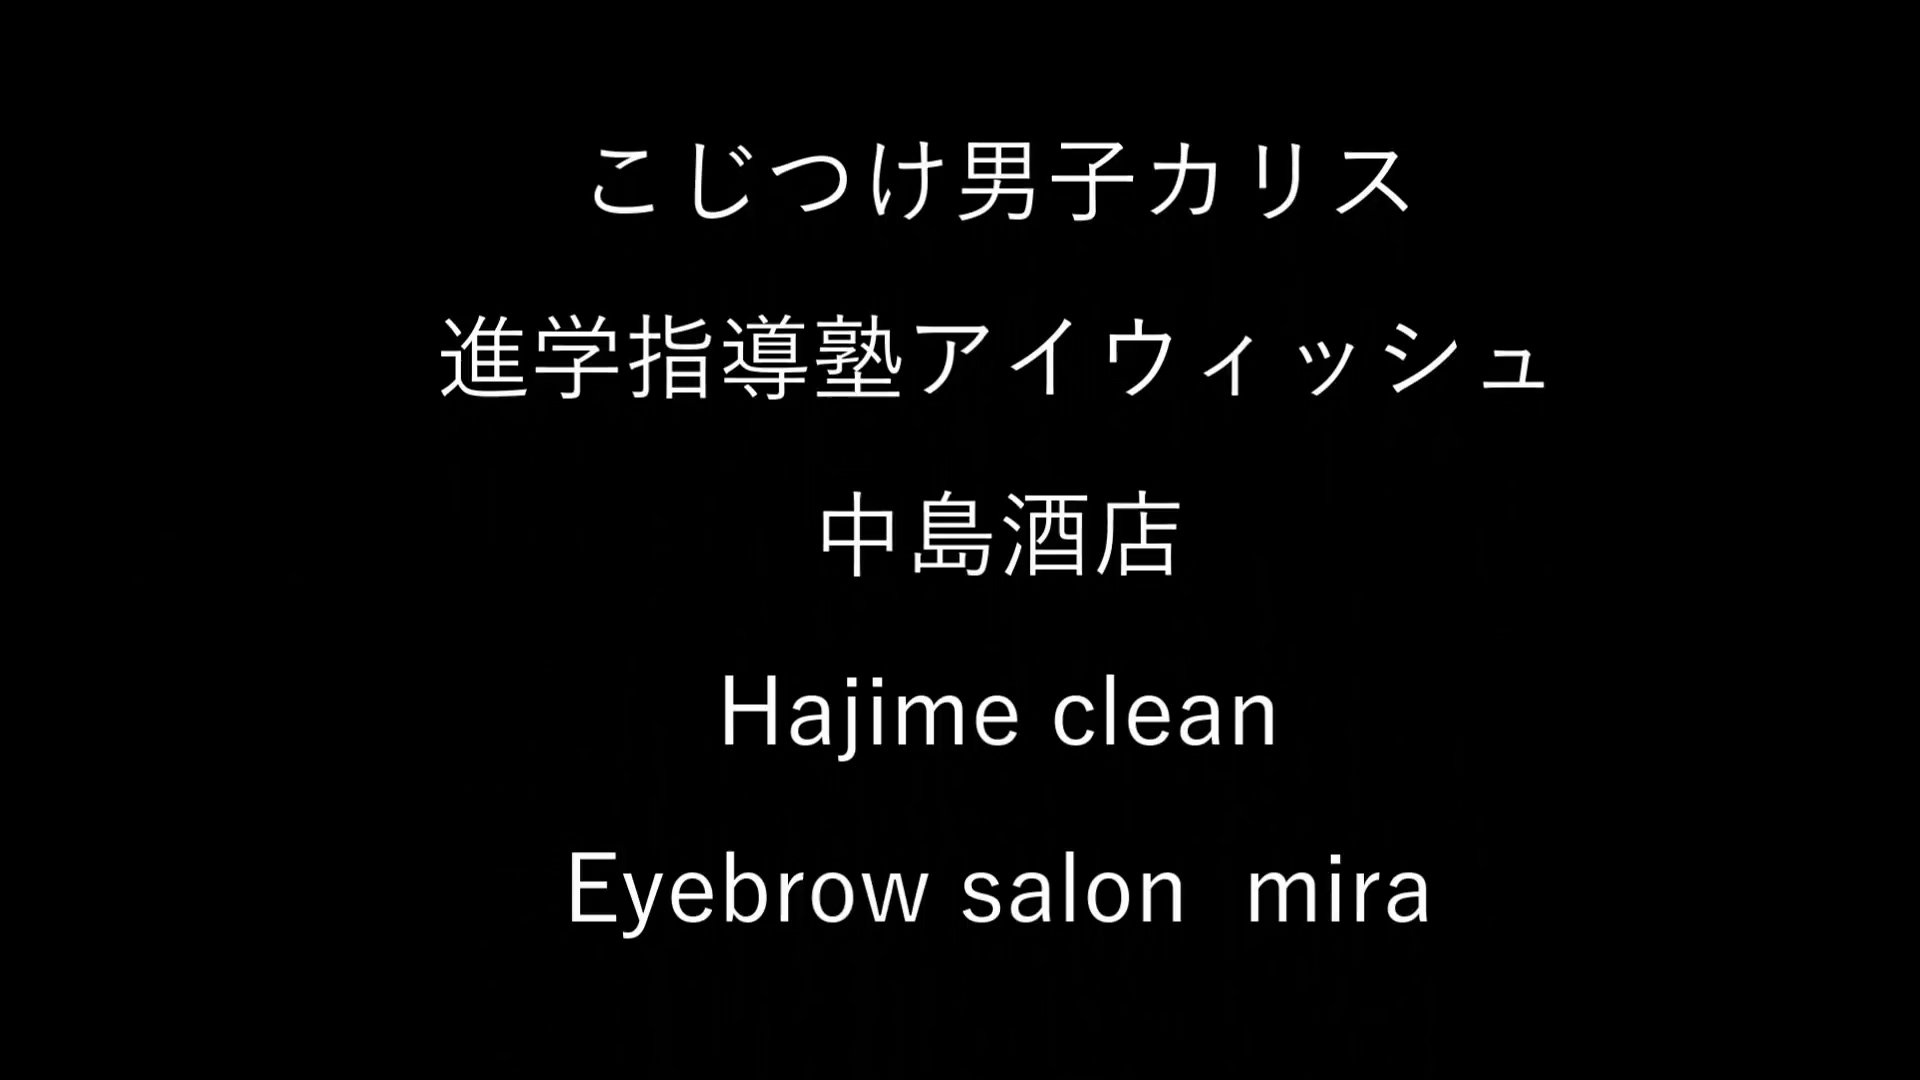 こじつけ男子カリス
進学指導塾アイウィッシュ
中島酒店
Hajime clean
Eyebrow salon  mira